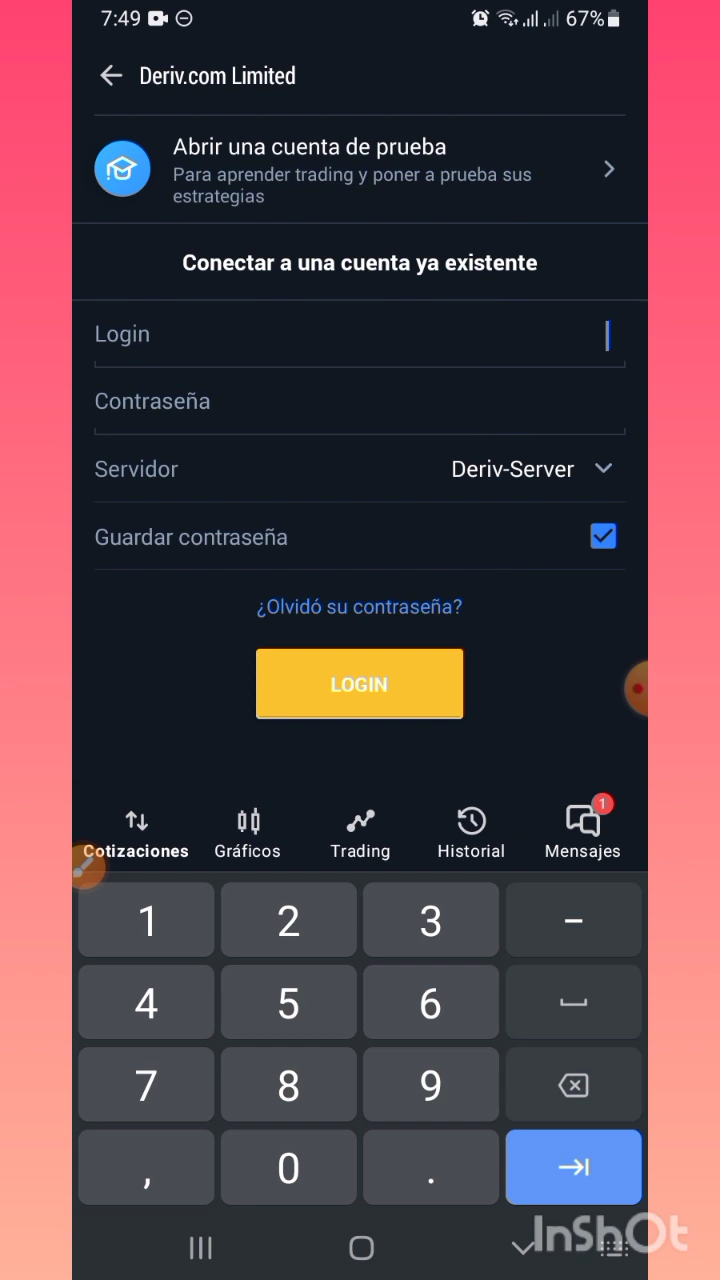 7:49
67%
Deriv.com Limited
Abrir una cuenta de prueba
Para aprender trading y poner a prueba sus
estrategias
Conectar a una cuenta ya existente
Login
Contraseña
Servidor Deriv-Server
Guardar contraseña
¿Olvidó su contraseña?
LOGIN
1
Cotizaciones Gráficos Trading Historial Mensajes
1 2 3 -
4 5 6
7 8 9
, 0 .
InShOt